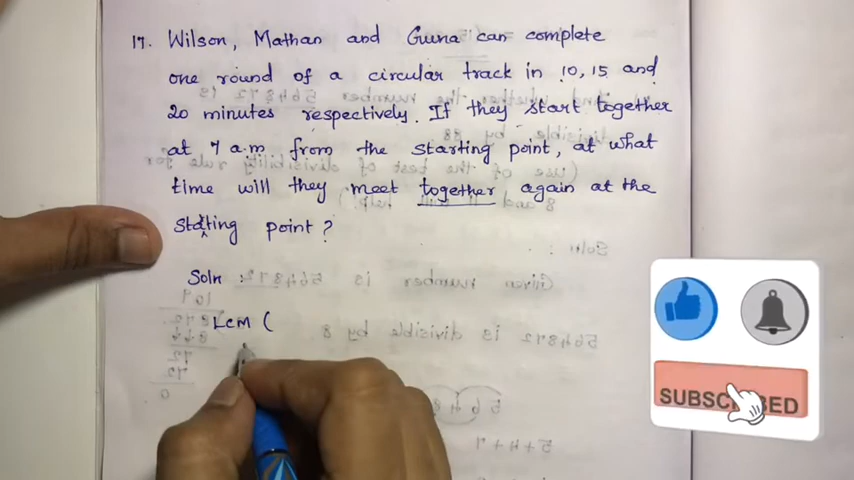 17. Wilson, Mathan and Guna can complete
one round of a circular track in 10, 15 and
20 minutes respectively. If they start together
at 7 a.m from the starting point, at what
time will they meet together again at the
starting point?
Soln :
LCM (
SUBSCRIBED